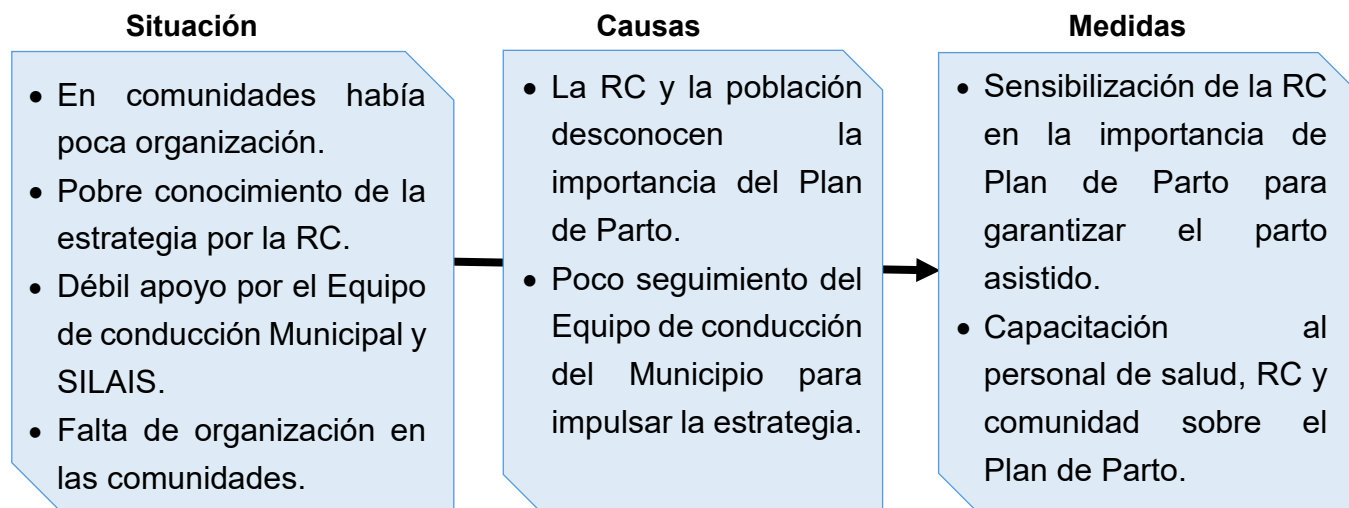 Situación
• En comunidades había
poca organización.
• Pobre conocimiento de la
estrategia por la RC.
• Débil apoyo por el Equipo
de conducción Municipal y
SILAIS.
• Falta de organización en
las comunidades.
Causas
• La RC y la población
desconocen la
importancia del Plan
de Parto.
• Poco seguimiento del
Equipo de conducción
del Municipio para
impulsar la estrategia.
Medidas
• Sensibilización de la RC
en la importancia de
Plan de Parto para
garantizar el parto
asistido.
• Capacitación al
personal de salud, RC y
comunidad sobre el
Plan de Parto.